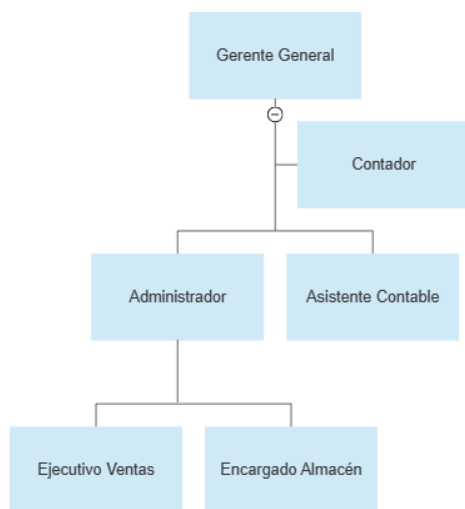 Gerente General
Contador
Administrador
Asistente Contable
Ejecutivo Ventas
Encargado Almacén